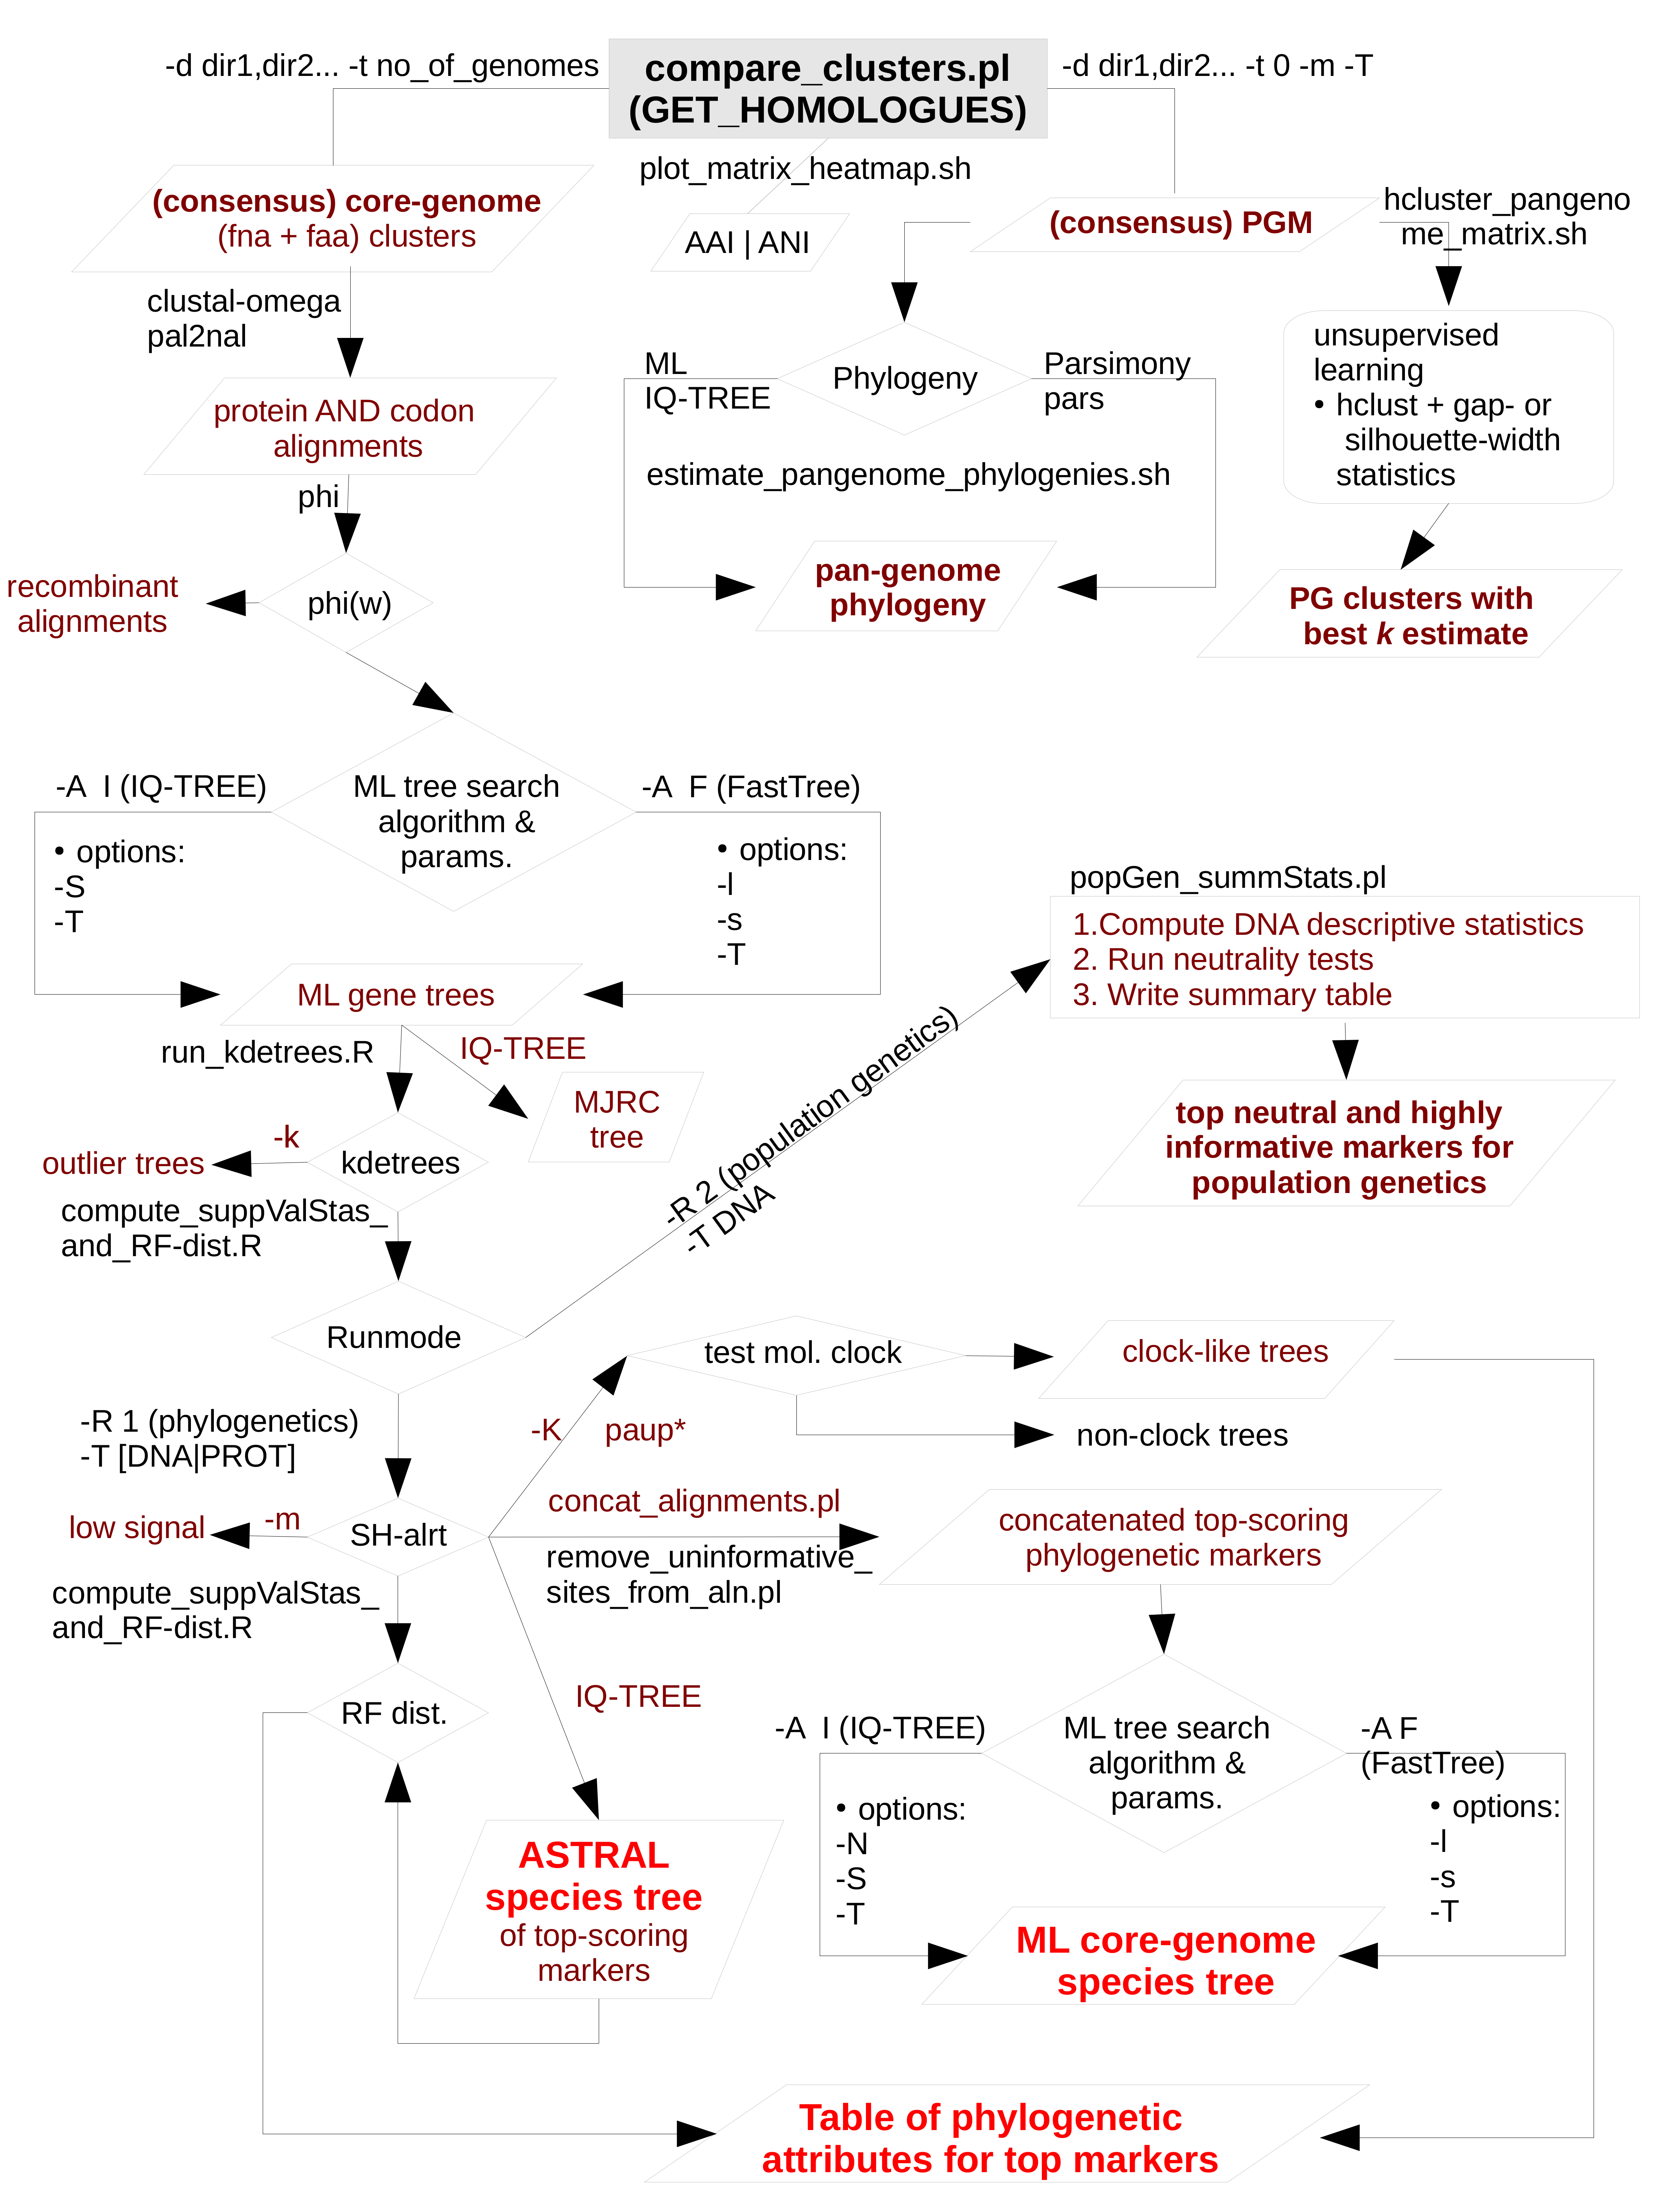 -d dir1,dir2... -t no_of_genomes
compare_clusters.pl
(GET_HOMOLOGUES)
-d dir1,dir2... -t 0 -m -T
plot_matrix_heatmap.sh
(consensus) core-genome
(fna + faa) clusters
AAI | ANI
(consensus) PGM
hcluster_pangeno
me_matrix.sh
clustal-omega
pal2nal
ML
IQ-TREE
Phylogeny
Parsimony
pars
unsupervised
learning
• hclust + gap- or
silhouette-width
statistics
protein AND codon
alignments
estimate_pangenome_phylogenies.sh
phi
recombinant
alignments
phi(w)
pan-genome
phylogeny
PG clusters with
best k estimate
-A  I (IQ-TREE)
ML tree search
algorithm &
params.
-A  F (FastTree)
• options:
-S
-T
• options:
-l
-s
-T
popGen_summStats.pl
1.Compute DNA descriptive statistics
2. Run neutrality tests
3. Write summary table
ML gene trees
run_kdetrees.R
IQ-TREE
MJRC
tree
-R 2 (population genetics)
-T DNA
top neutral and highly
informative markers for
population genetics
-k
outlier trees
kdetrees
compute_suppValStas_
and_RF-dist.R
Runmode
test mol. clock
clock-like trees
-R 1 (phylogenetics)
-T [DNA|PROT]
-K
paup*
non-clock trees
low signal
-m
SH-alrt
concat_alignments.pl
remove_uninformative_
sites_from_aln.pl
concatenated top-scoring
phylogenetic markers
compute_suppValStas_
and_RF-dist.R
RF dist.
IQ-TREE
-A  I (IQ-TREE)
ML tree search
algorithm &
params.
-A F
(FastTree)
• options:
-N
-S
-T
• options:
-l
-s
-T
ASTRAL
species tree
of top-scoring
markers
ML core-genome
species tree
Table of phylogenetic
attributes for top markers